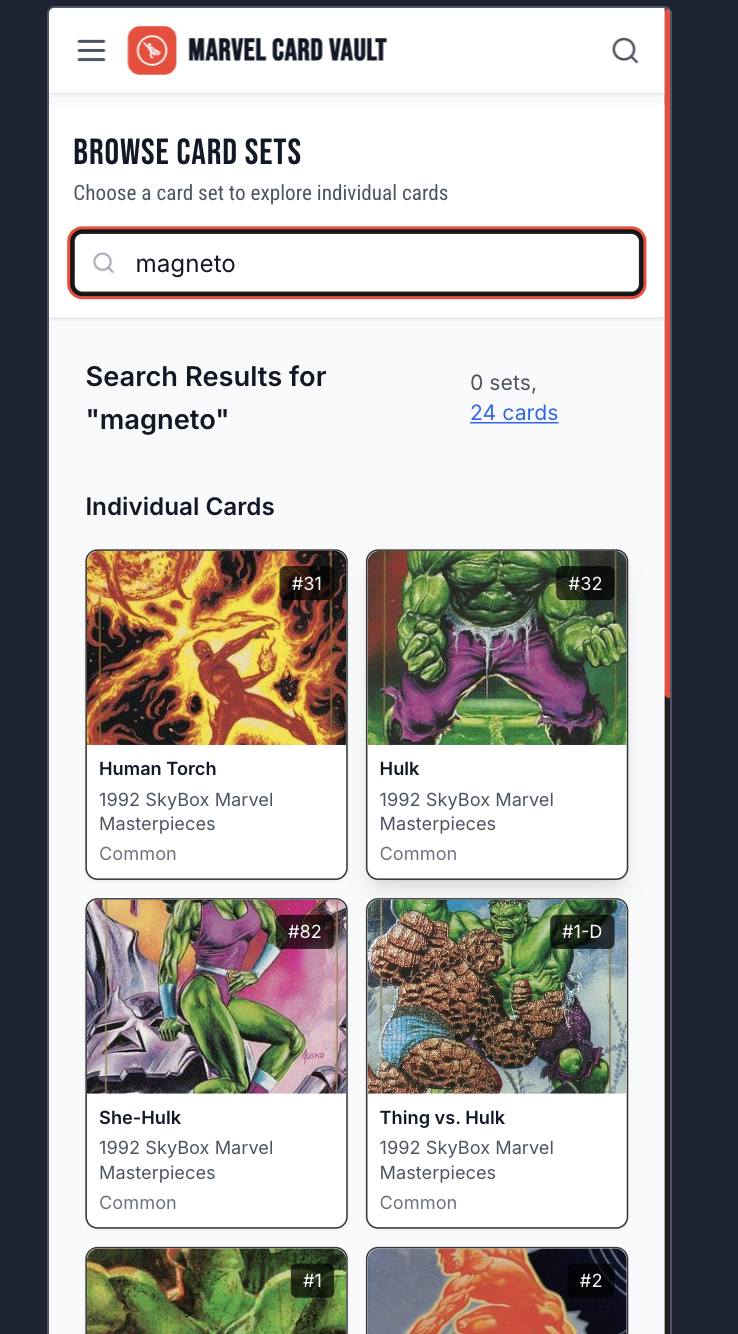 MARVEL CARD VAULT
BROWSE CARD SETS
Choose a card set to explore individual cards
magneto
Search Results for
"magneto"
0 sets,
24 cards
Individual Cards
#31
Human Torch
1992 SkyBox Marvel
Masterpieces
Common
#32
Hulk
1992 SkyBox Marvel
Masterpieces
Common
#82
She-Hulk
1992 SkyBox Marvel
Masterpieces
Common
#1-D
Thing vs. Hulk
1992 SkyBox Marvel
Masterpieces
Common
#1
#2